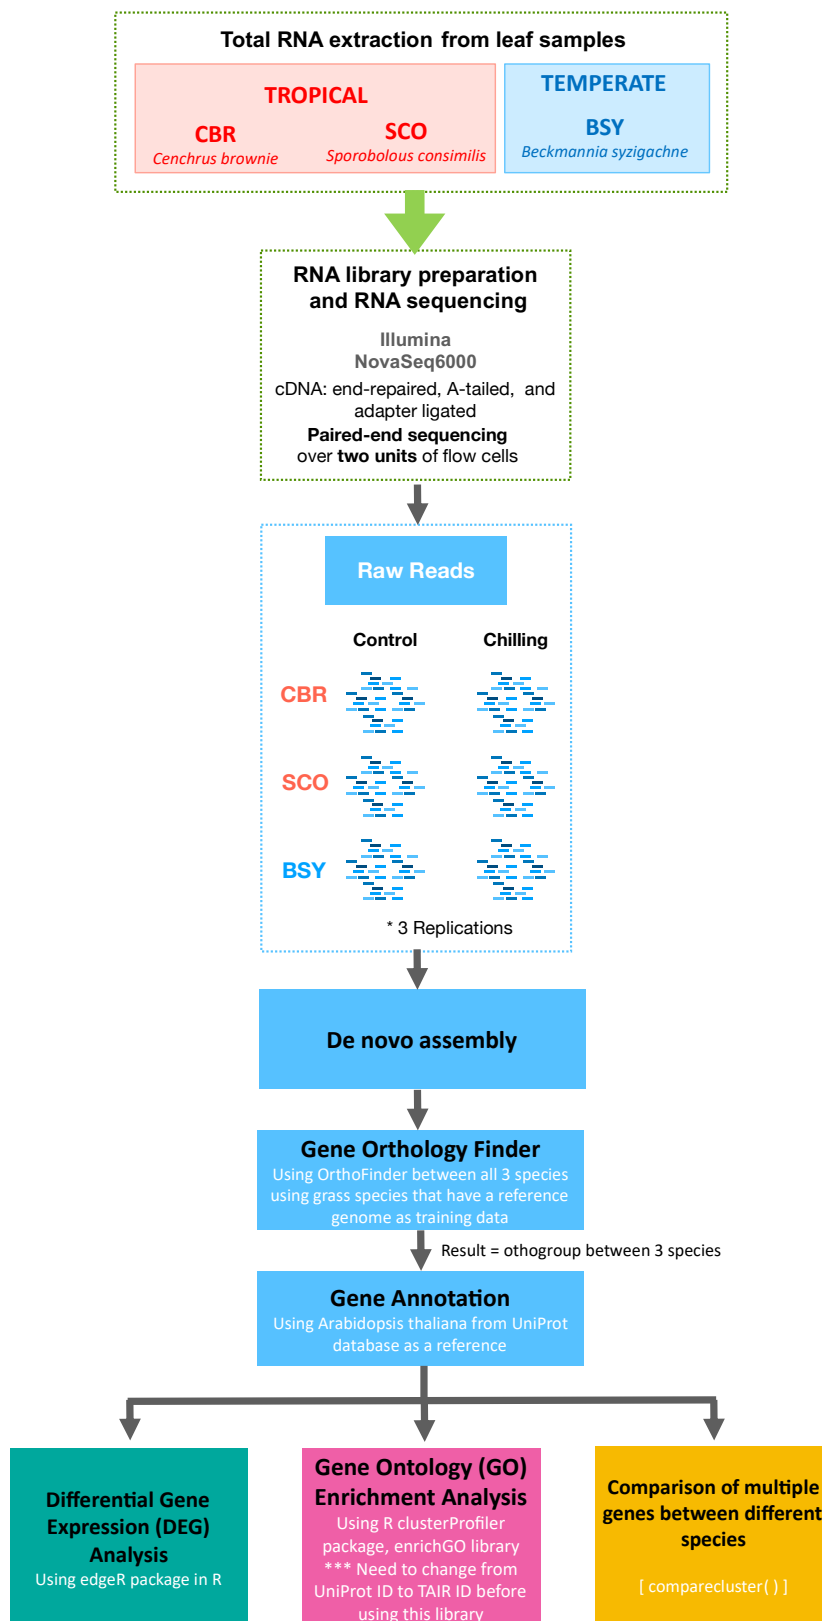 Total RNA extraction from leaf samples
TROPICAL
CBR
Cenchrus brownie
SCO
Sporobolous consimilis
TEMPERATE
BSY
Beckmannia syzigachne
RNA library preparation
and RNA sequencing
Illumina
NovaSeq6000
cDNA: end-repaired, A-tailed, and
adapter ligated
Paired-end sequencing
over two units of flow cells
Raw Reads
Control Chilling
CBR
SCO
BSY
* 3 Replications
De novo assembly
Gene Orthology Finder
Using OrthoFinder between all 3 species
using grass species that have a reference
genome as training data
Result = othogroup between 3 species
Gene Annotation
Using Arabidopsis thaliana from UniProt
database as a reference
Differential Gene
Expression (DEG)
Analysis
Using edgeR package in R
Gene Ontology (GO)
Enrichment Analysis
Using R clusterProfiler
package, enrichGO library
*** Need to change from
UniProt ID to TAIR ID before
using this library
Comparison of multiple
genes between different
species
[ comparecluster( ) ]